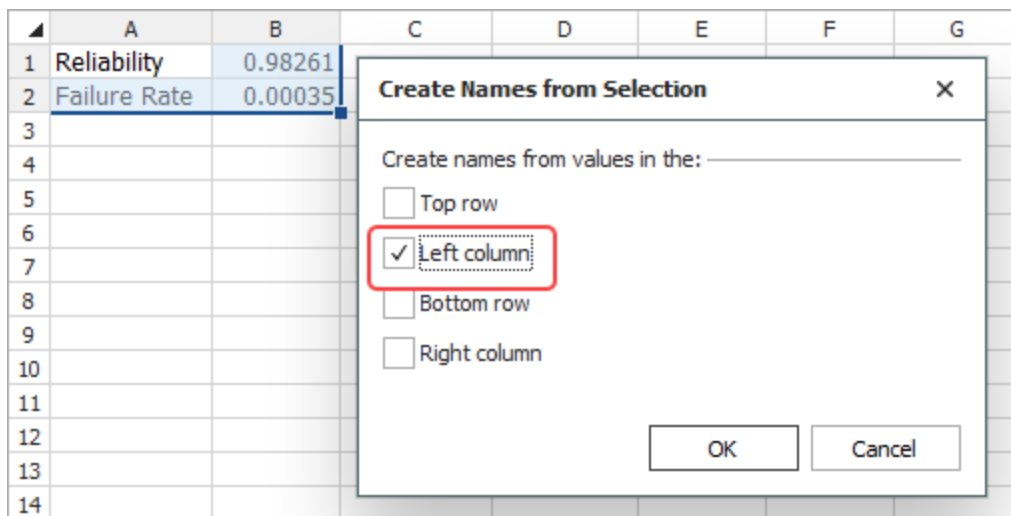 A B C D E F G
1 Reliability 0.98261
2 Failure Rate 0.00035
Create Names from Selection
3
4
5
6
7
8
9
10
11
12
13
14
Create names from values in the:
Top row
Left column
Bottom row
Right column
OK Cancel